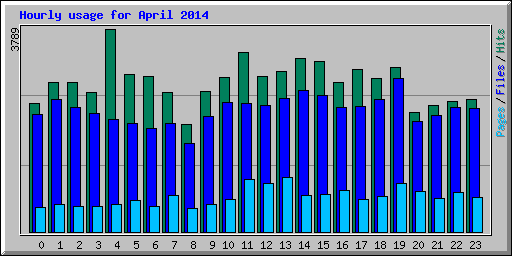 Hourly usage for April 2014
3789
Pages / Files / Hits
0 1 2 3 4 5 6 7 8 9 10 11 12 13 14 15 16 17 18 19 20 21 22 23